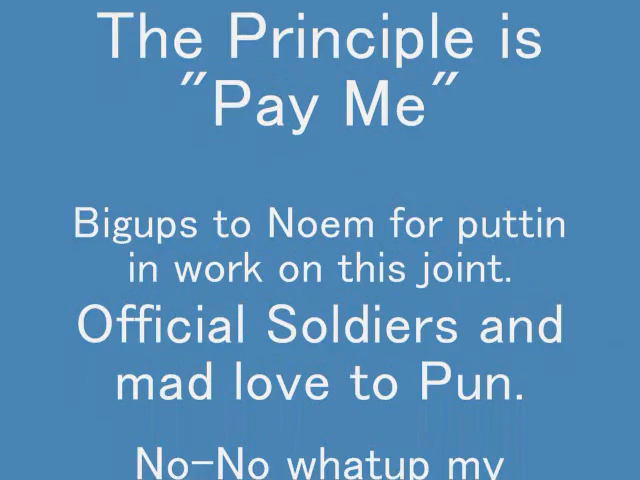 The Principle is
"Pay Me"
Bigups to Noem for puttin
in work on this joint.
Official Soldiers and
mad love to Pun.
No-No whatup my